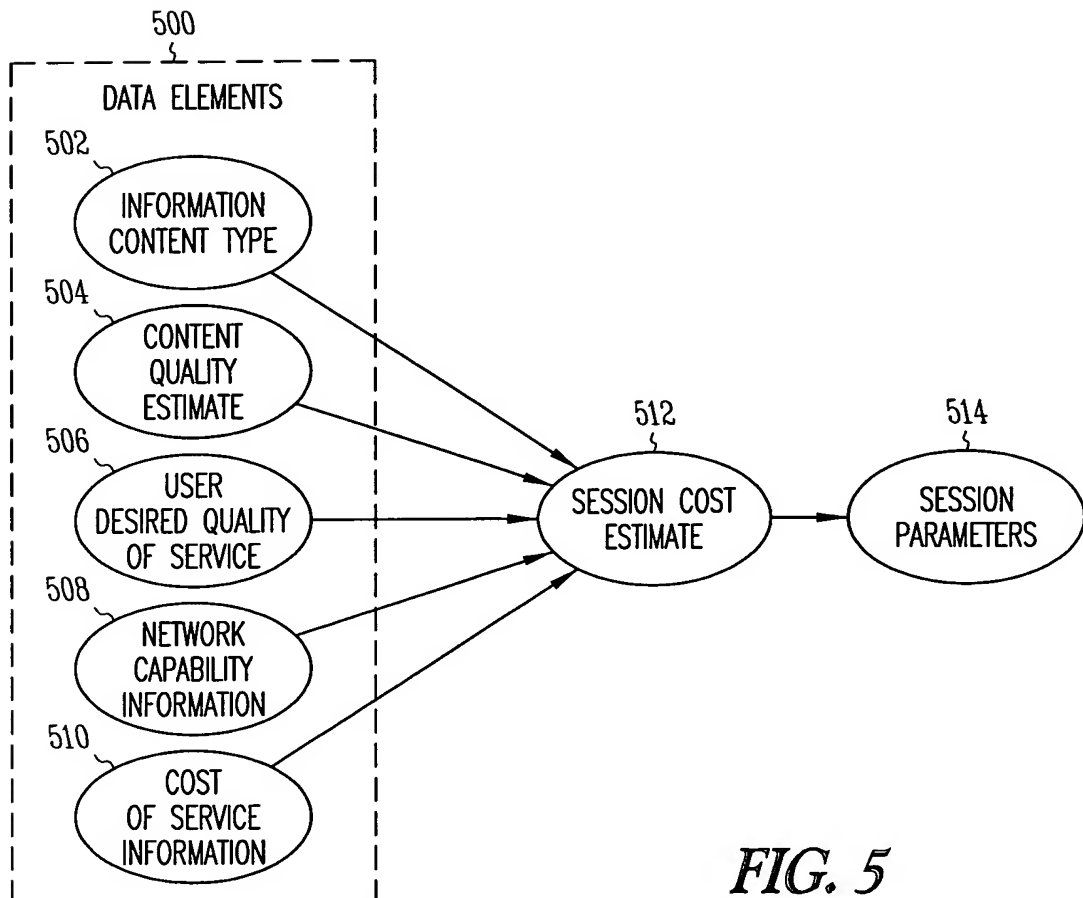 500
DATA ELEMENTS
502
INFORMATION
CONTENT TYPE
504
CONTENT
QUALITY
ESTIMATE
506
USER
DESIRED QUALITY
OF SERVICE
508
NETWORK
CAPABILITY
INFORMATION
510
COST
OF SERVICE
INFORMATION
512
SESSION COST
ESTIMATE
514
SESSION
PARAMETERS
FIG. 5